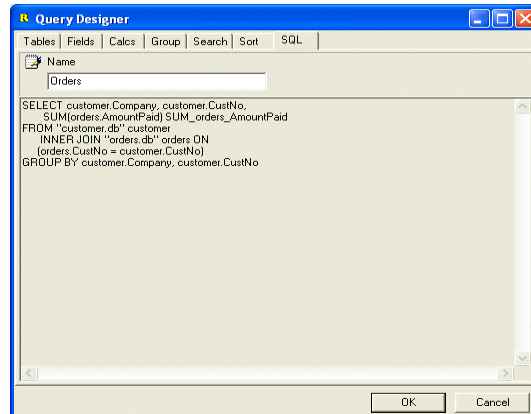 R Query Designer
Tables Fields Calcs Group Search Sort SQL
Name
Orders
SELECT customer.Company, customer.CustNo,
SUM(orders.AmountPaid) SUM_orders_AmountPaid
FROM "customer.db" customer
INNER JOIN "orders.db" orders ON
(orders.CustNo = customer.CustNo)
GROUP BY customer.Company, customer.CustNo
OK Cancel